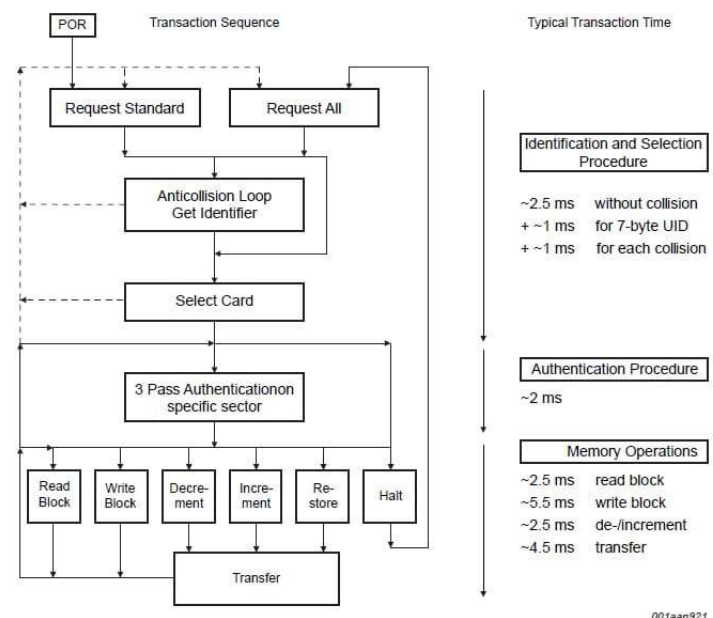 POR
Transaction Sequence
Typical Transaction Time
Request Standard
Request All
Identification and Selection
Procedure
Anticollision Loop
Get Identifier
~2.5 ms without collision
+ ~1 ms for 7-byte UID
+ ~1 ms for each collision
Select Card
3 Pass Authenticationon
specific sector
Authentication Procedure
~2 ms
Memory Operations
Read
Block
Write
Block
Decre-
ment
Incre-
ment
Re-
store
Halt
~2.5 ms read block
~5.5 ms write block
~2.5 ms de-/increment
~4.5 ms transfer
Transfer
001aan921